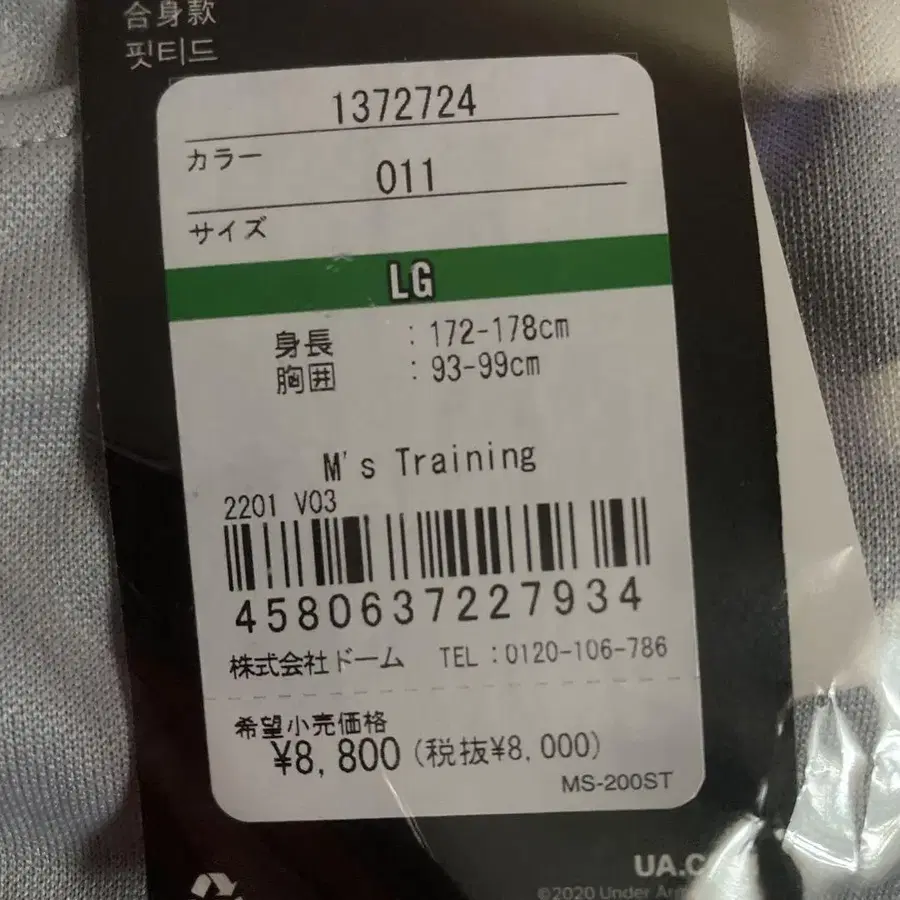 合身款
핏티드
1372724
カラー
011
サイズ
LG
身長 : 172-178cm
胸囲 : 93-99cm
M's Training
2201 V03
4580637227934
株式会社ドーム TEL:0120-106-786
希望小売価格
¥8,800(税抜¥8,000)
MS-200ST
©2020 Under